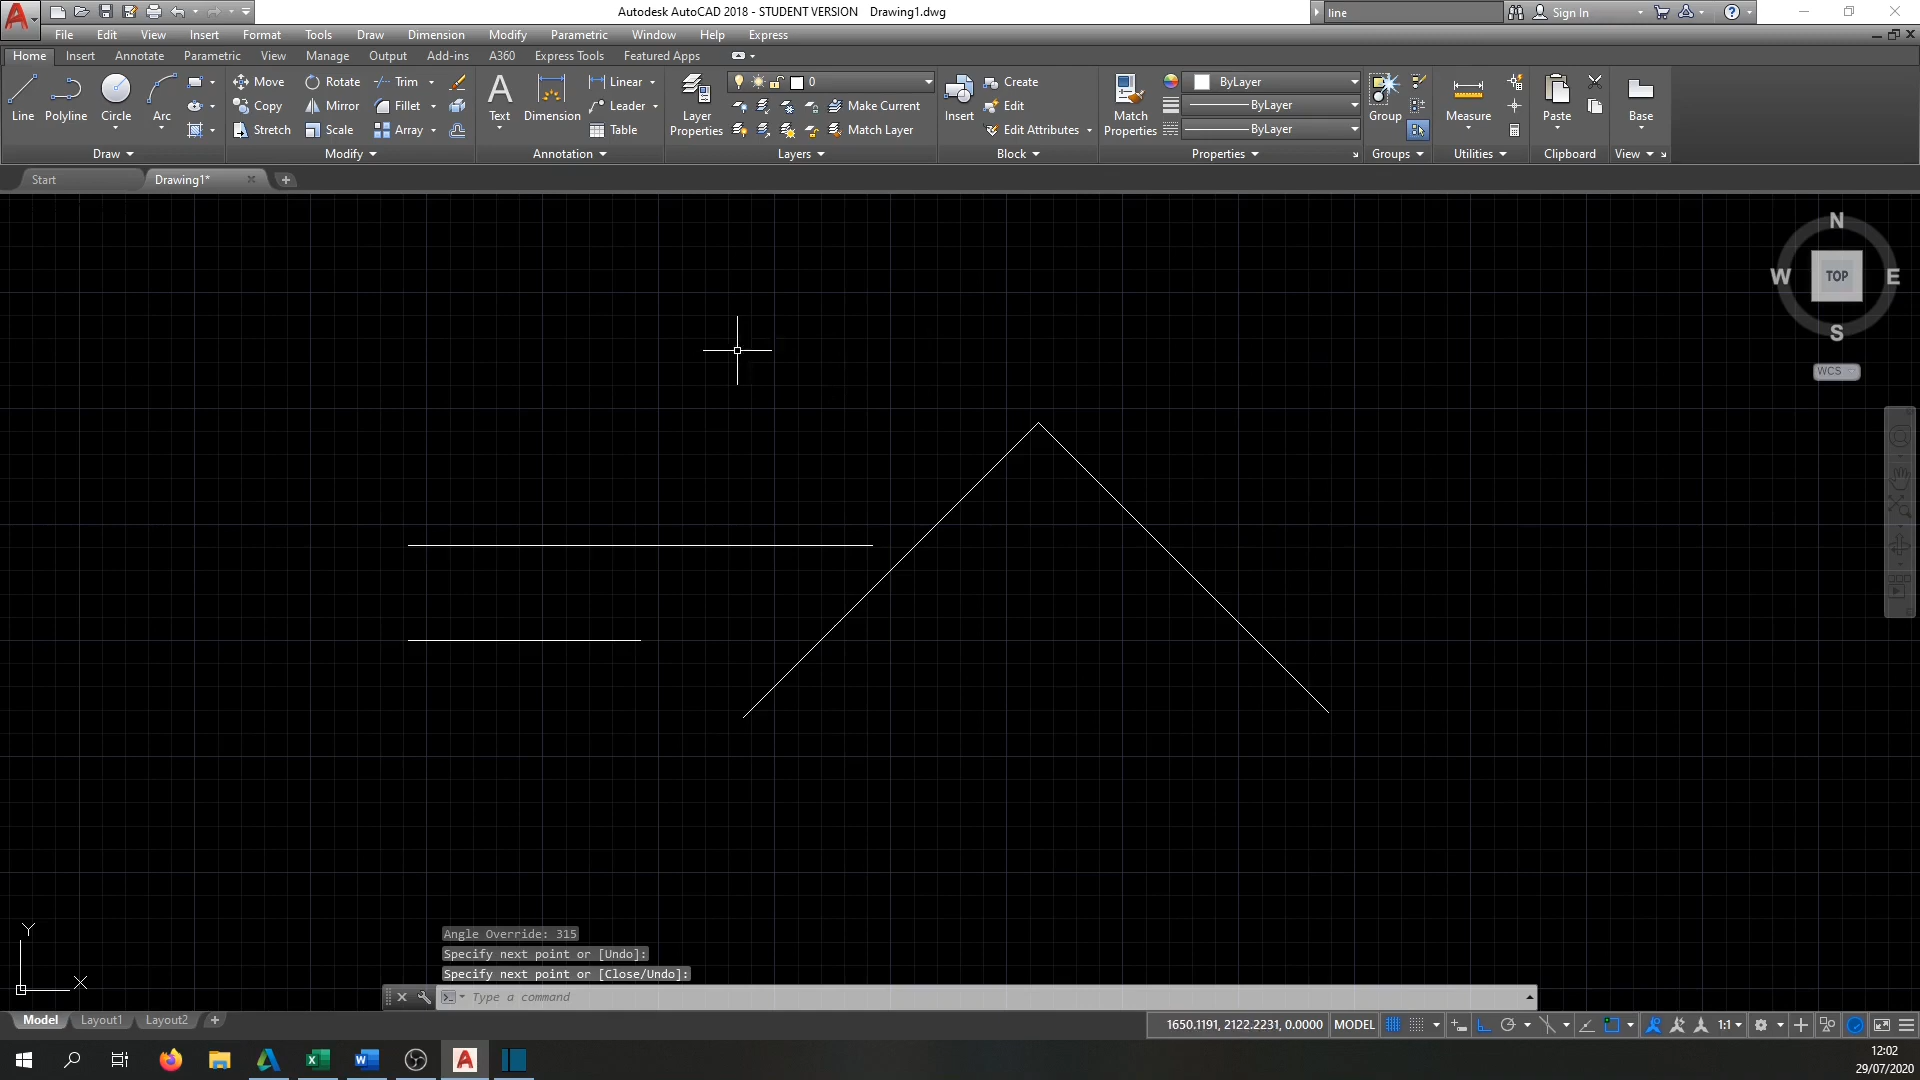 Autodesk AutoCAD 2018 - STUDENT VERSION Drawing1.dwg
line
Sign In
File Edit View Insert Format Tools Draw Dimension Modify Parametric Window Help Express
Home Insert Annotate Parametric View Manage Output Add-ins A360 Express Tools Featured Apps
Line Polyline Circle Arc
Move Rotate Trim
Copy Mirror Fillet
Stretch Scale Array
Text Dimension
Linear
Leader
Table
Layer Properties
0
Make Current
Match Layer
Insert
Create
Edit
Edit Attributes
Match Properties
ByLayer
ByLayer
ByLayer
Group
Measure
Paste
Base
Draw Modify Annotation Layers Block Properties Groups Utilities Clipboard View
Start Drawing1*
N
W TOP E
S
WCS
Y
X
Angle Override: 315
Specify next point or [Undo]:
Specify next point or [Close/Undo]:
Type a command
Model Layout1 Layout2
1650.1191, 2122.2231, 0.0000 MODEL 1:1
12:02
29/07/2020